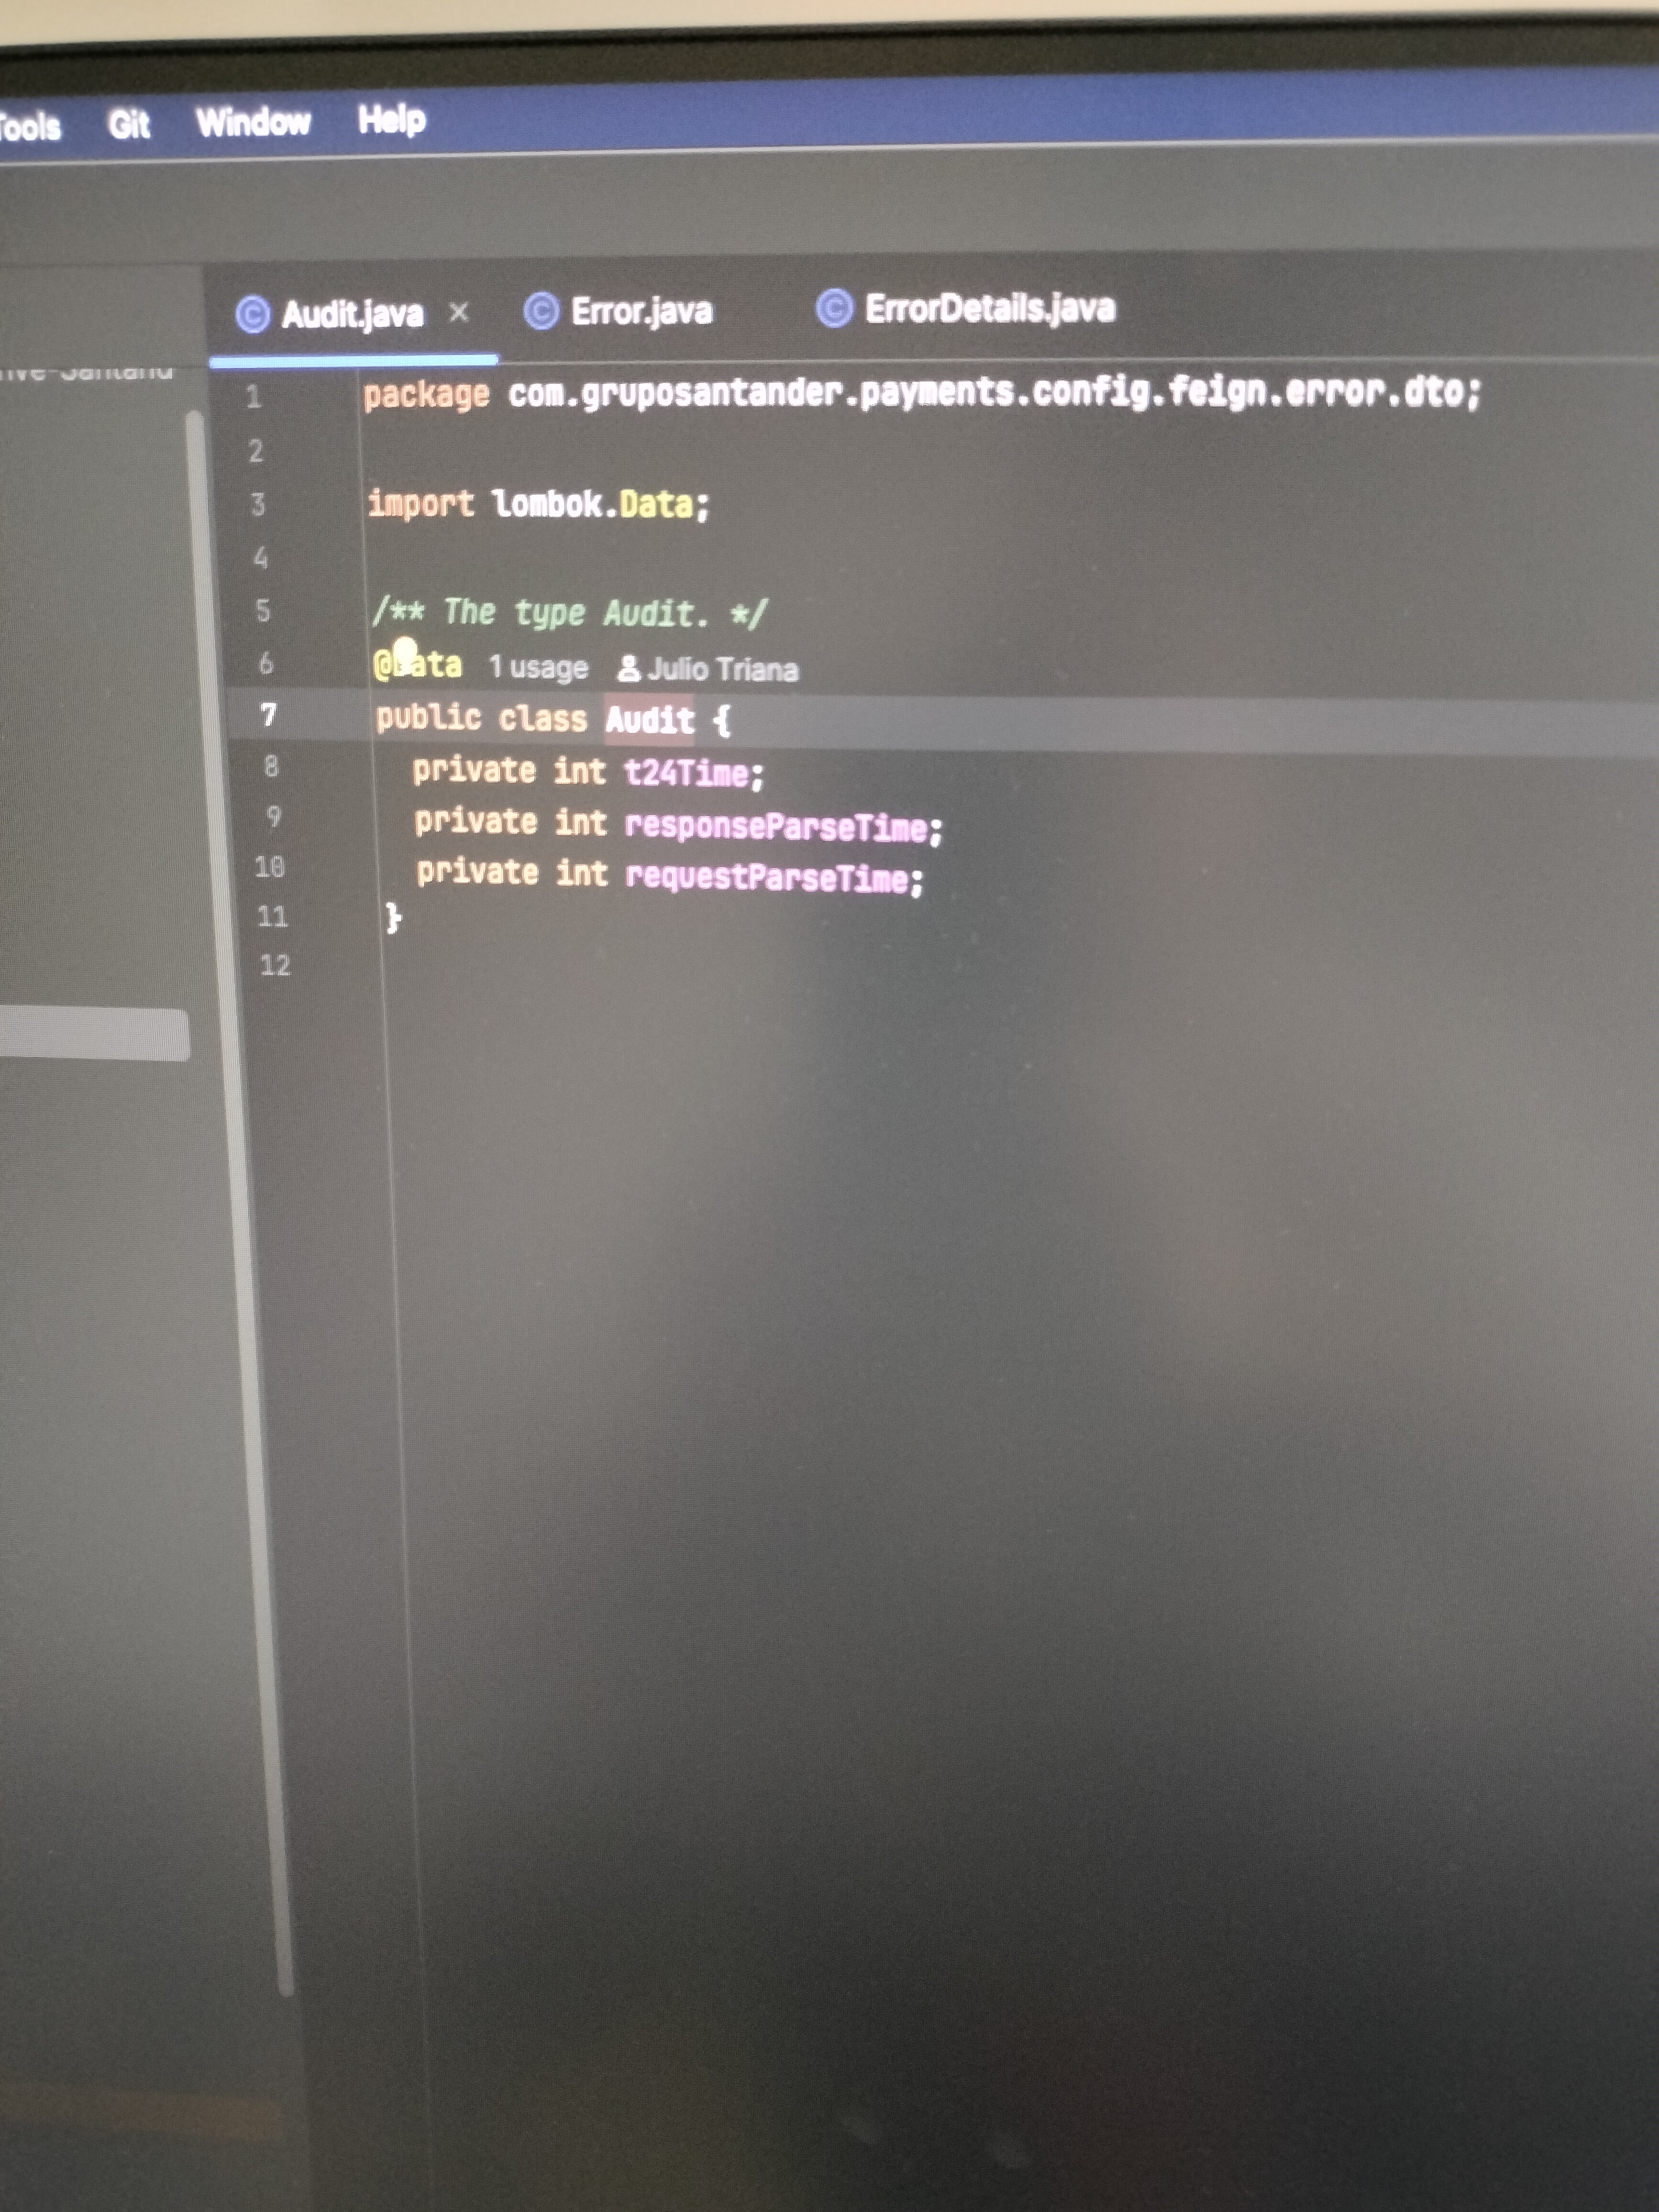 Tools Git Window Help
Audit.java × Error.java ErrorDetails.java
1 package com.gruposantander.payments.config.feign.error.dto;
2
3 import lombok.Data;
4
5 /** The type Audit. */
6 @Data 1 usage Julio Triana
7 public class Audit {
8 private int t24Time;
9 private int responseParseTime;
10 private int requestParseTime;
11 }
12